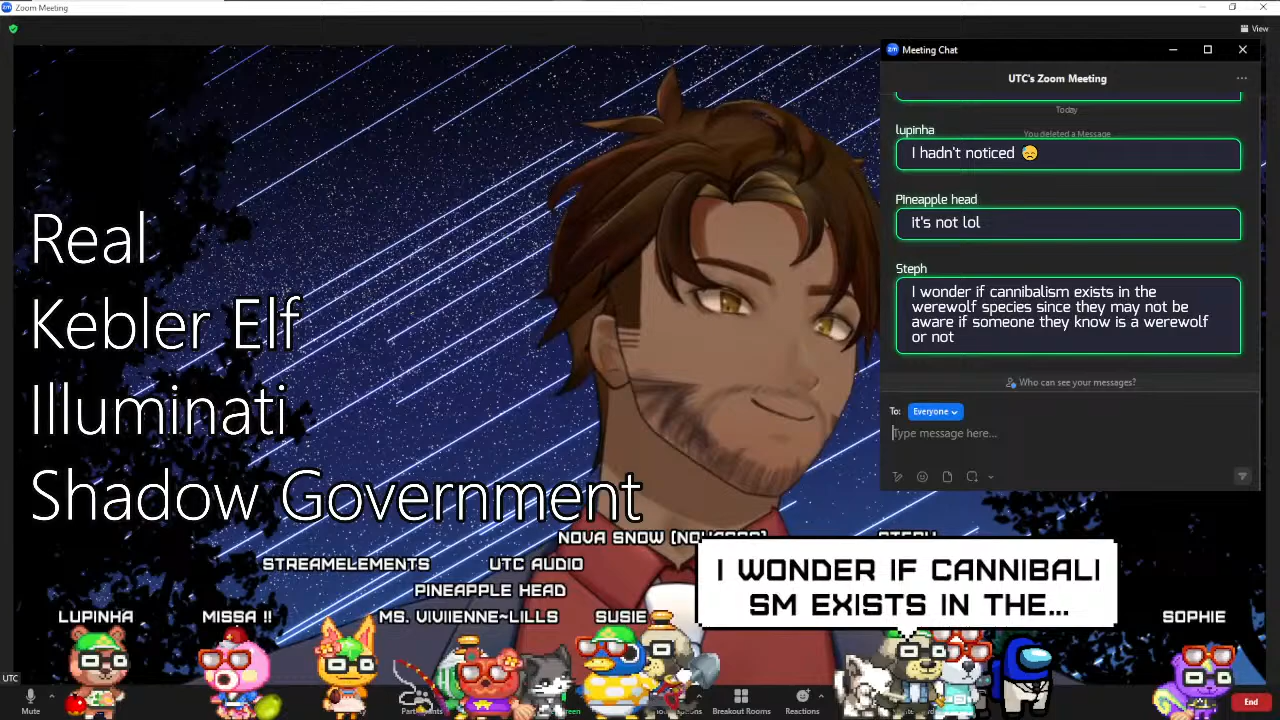 Zoom Meeting
View
Meeting Chat
UTC's Zoom Meeting
Today
You deleted a Message
lupinha
I hadn't noticed 😓
Pineapple head
it's not lol
Steph
I wonder if cannibalism exists in the
werewolf species since they may not be
aware if someone they know is a werewolf
or not
Who can see your messages?
To: Everyone
Type message here...
Real
Kebler Elf
Illuminati
Shadow Government
STREAMELEMENTS
UTC AUDIO
PINEAPPLE HEAD
LUPINHA
MISSA !!
MS. VIVIIENNE~LILLS
SUSIE
I WONDER IF CANNIBALI
SM EXISTS IN THE...
SOPHIE
UTC
Mute
Breakout Rooms
Reactions
End